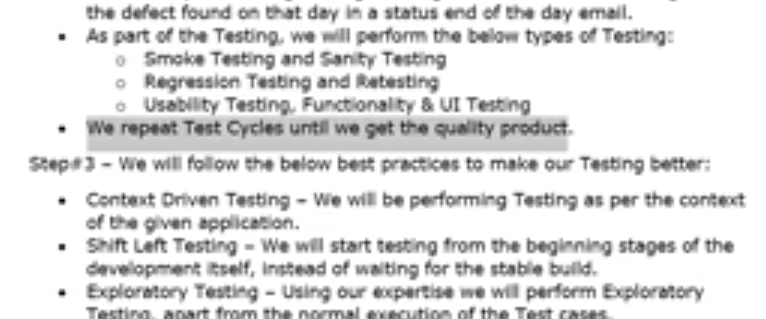 the defect found on that day in a status end of the day email.
• As part of the Testing, we will perform the below types of Testing:
o Smoke Testing and Sanity Testing
o Regression Testing and Retesting
o Usability Testing, Functionality & UI Testing
• We repeat Test Cycles until we get the quality product.
Step#3 – We will follow the below best practices to make our Testing better:
• Context Driven Testing – We will be performing Testing as per the context
of the given application.
• Shift Left Testing – We will start testing from the beginning stages of the
development itself, instead of waiting for the stable build.
• Exploratory Testing – Using our expertise we will perform Exploratory
Testing, apart from the normal execution of the Test cases.